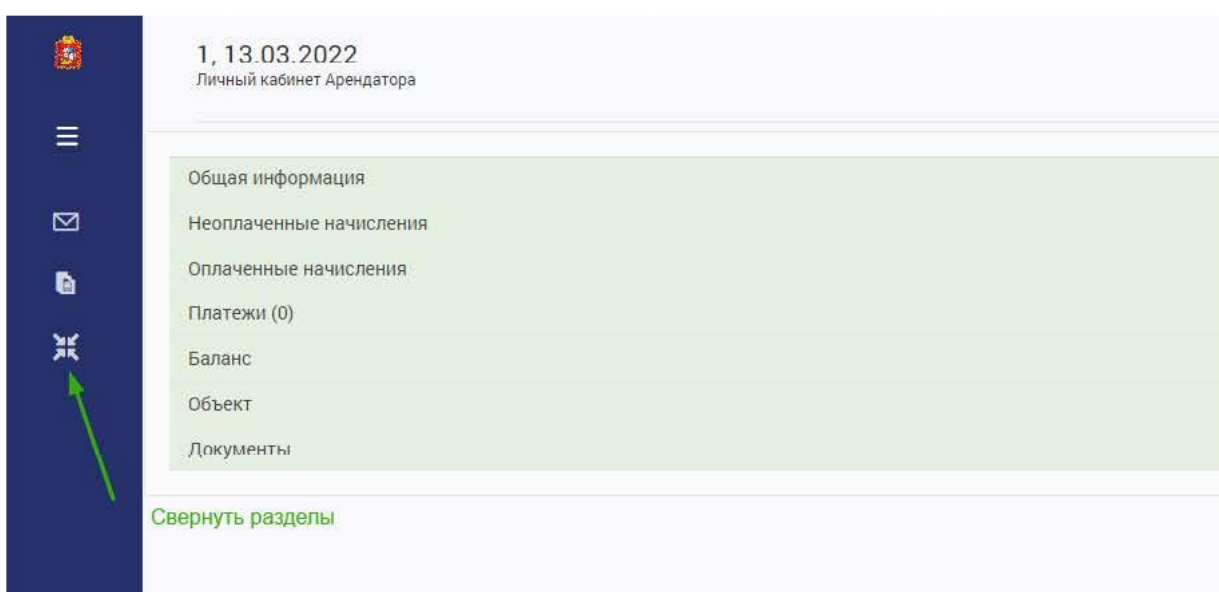 1, 13.03.2022
Личный кабинет Арендатора
Общая информация
Неоплаченные начисления
Оплаченные начисления
Платежи (0)
Баланс
Объект
Документы
Свернуть разделы